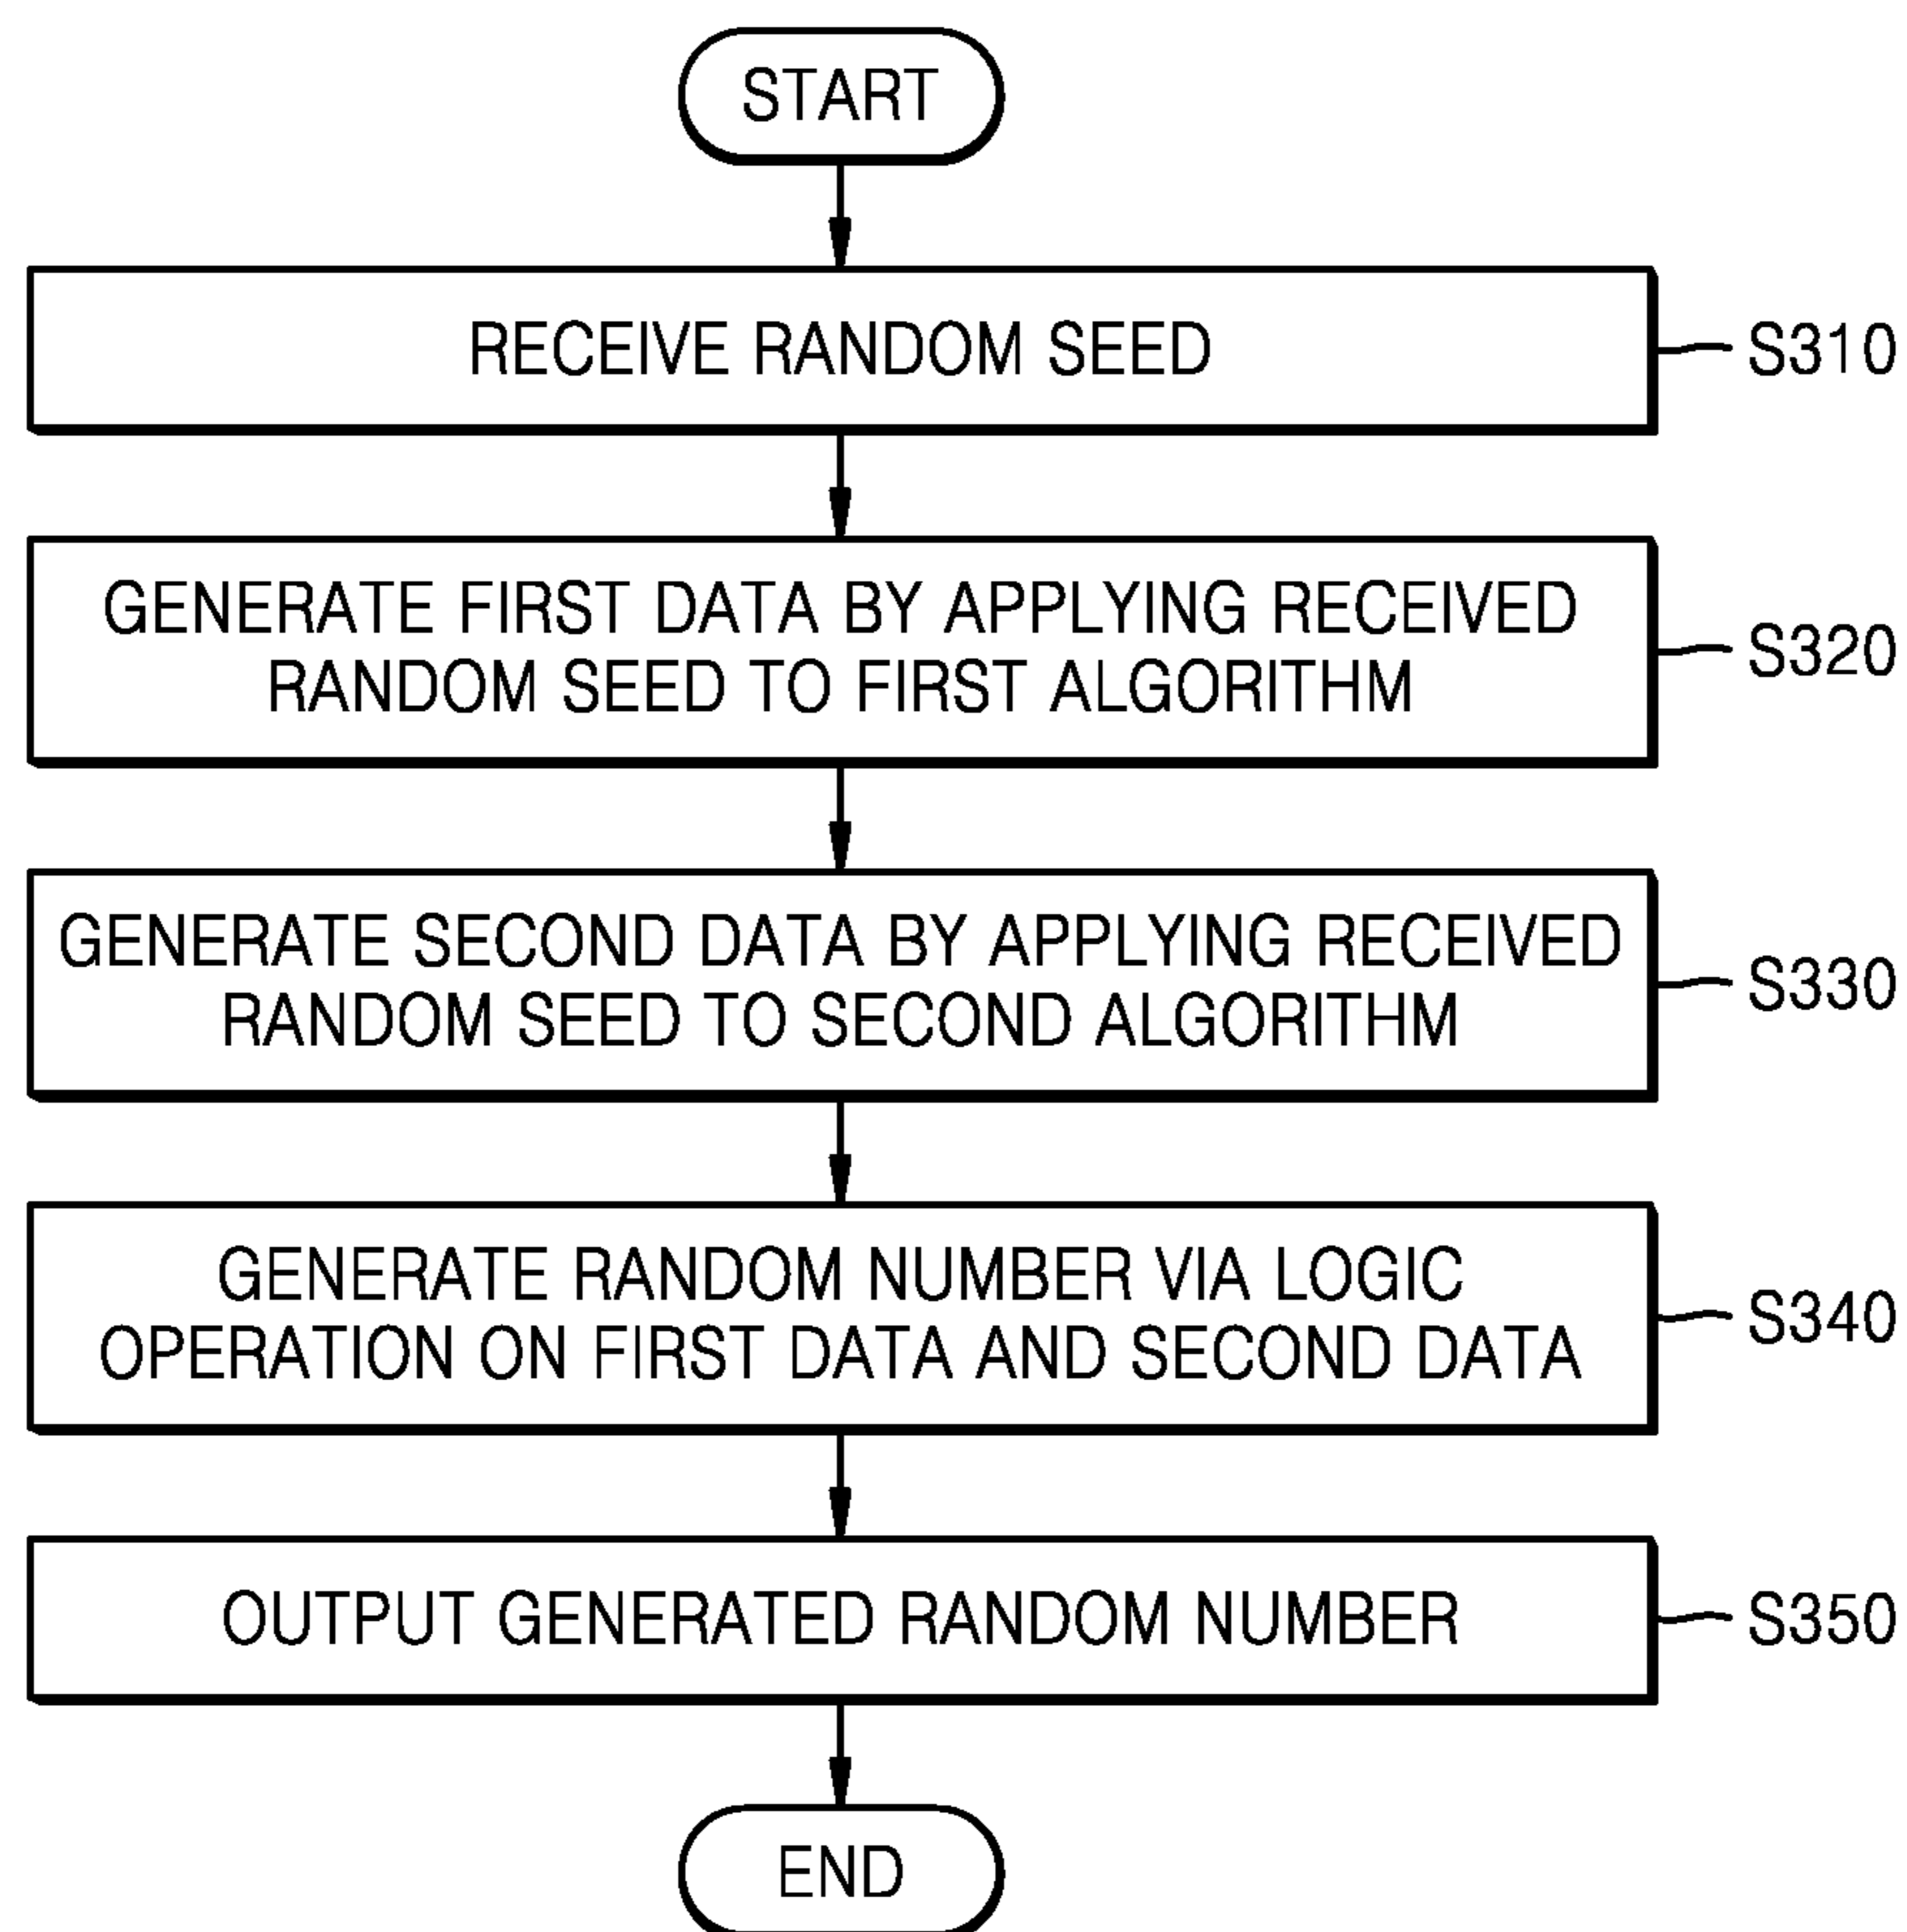 START
RECEIVE RANDOM SEED
S310
GENERATE FIRST DATA BY APPLYING RECEIVED
RANDOM SEED TO FIRST ALGORITHM
S320
GENERATE SECOND DATA BY APPLYING RECEIVED
RANDOM SEED TO SECOND ALGORITHM
S330
GENERATE RANDOM NUMBER VIA LOGIC
OPERATION ON FIRST DATA AND SECOND DATA
S340
OUTPUT GENERATED RANDOM NUMBER
S350
END